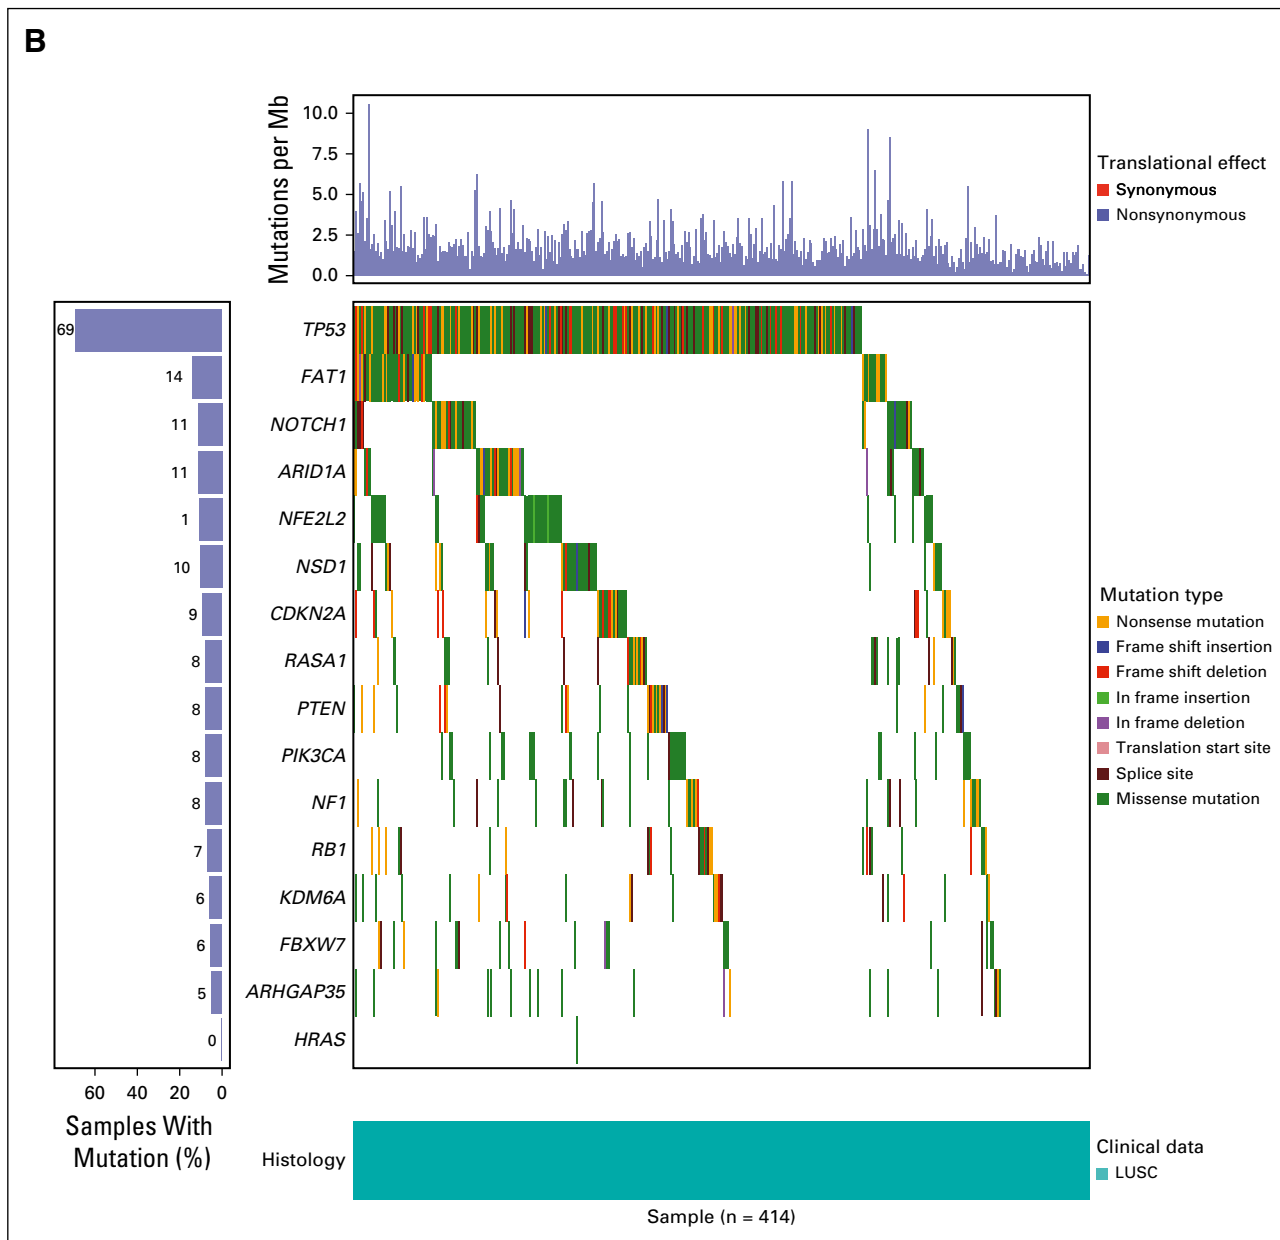 B
Mutations per Mb
10.0
7.5
5.0
2.5
0.0
Translational effect
Synonymous
Nonsynonymous
69
TP53
14
FAT1
11
NOTCH1
11
ARID1A
1
NFE2L2
10
NSD1
9
CDKN2A
8
RASA1
8
PTEN
8
PIK3CA
8
NF1
7
RB1
6
KDM6A
6
FBXW7
5
ARHGAP35
0
HRAS
Mutation type
Nonsense mutation
Frame shift insertion
Frame shift deletion
In frame insertion
In frame deletion
Translation start site
Splice site
Missense mutation
60 40 20 0
Samples With
Mutation (%)
Histology
Clinical data
LUSC
Sample (n = 414)